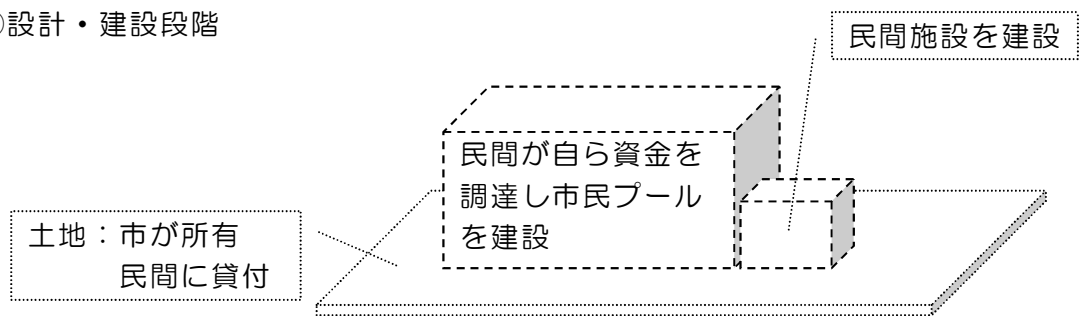 設計・建設段階
民間施設を建設
民間が自ら資金を
調達し市民プール
を建設
土地：市が所有
民間に貸付